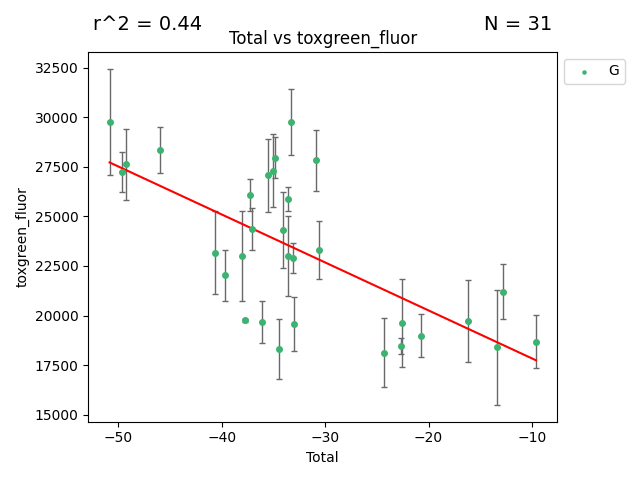 r^2 = 0.44
N = 31
Total vs toxgreen_fluor
G
32500
30000
27500
25000
22500
20000
17500
15000
toxgreen_fluor
−50
−40
−30
−20
−10
Total